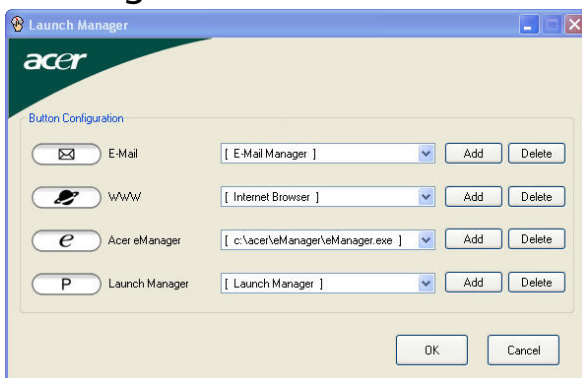 Launch Manager
acer
Button Configuration
E-Mail [ E-Mail Manager ] Add Delete
WWW [ Internet Browser ] Add Delete
e Acer eManager [ c:\acer\eManager\eManager.exe ] Add Delete
P Launch Manager [ Launch Manager ] Add Delete
OK Cancel